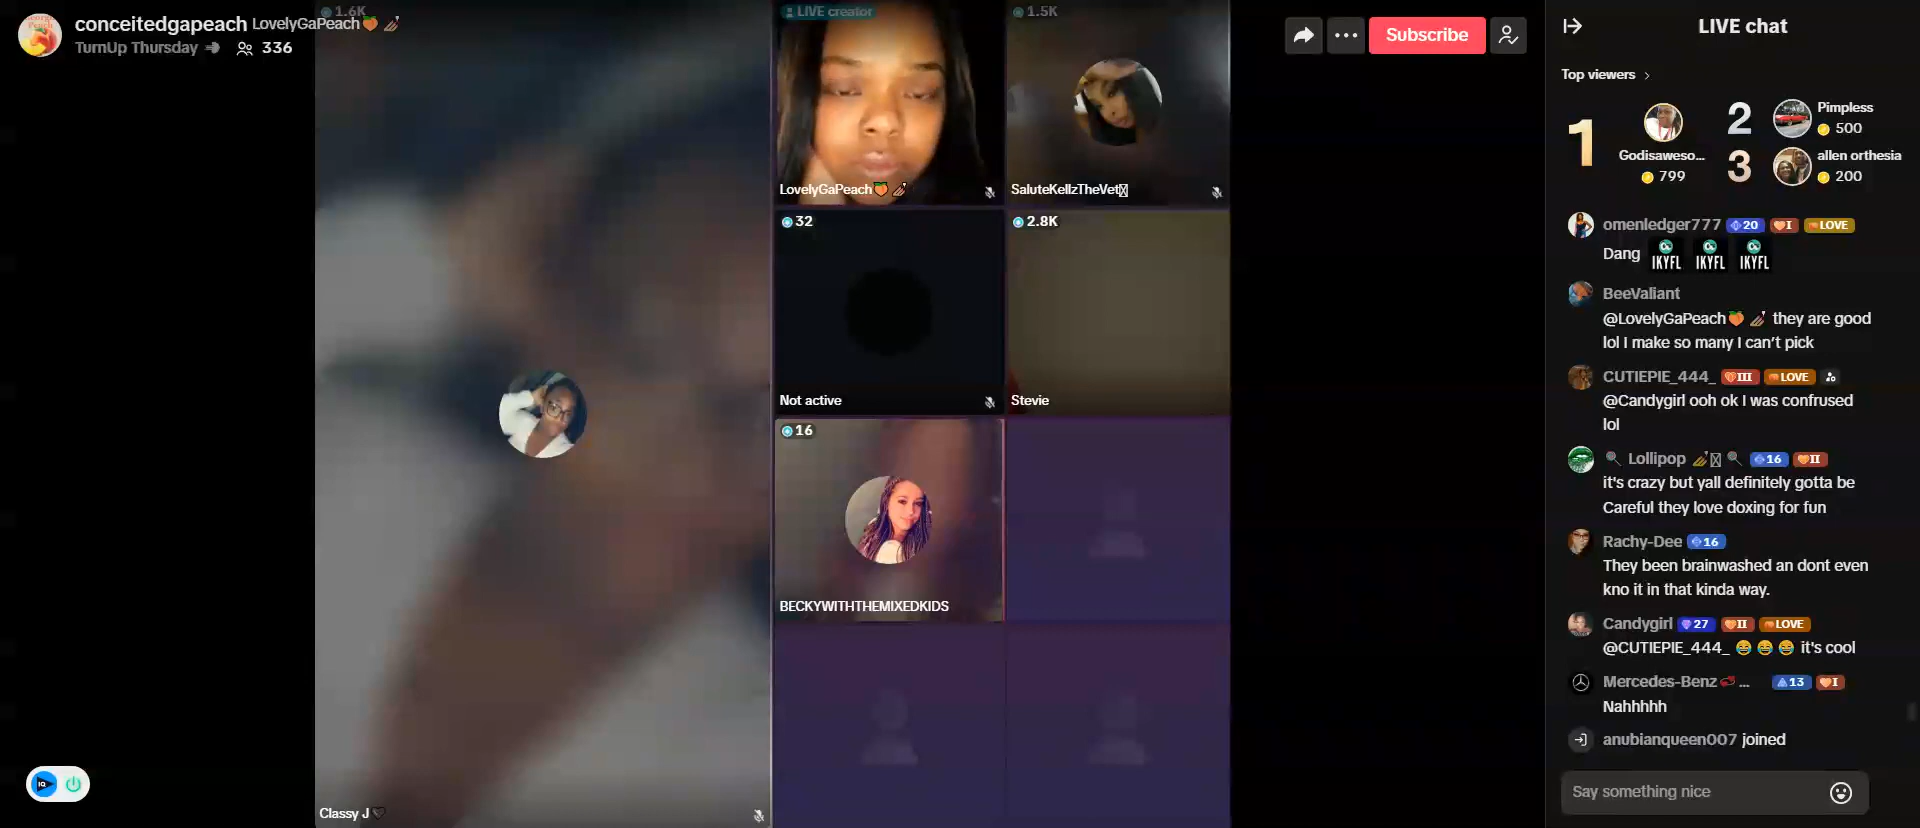 conceitedgapeach LovelyGaPeach🍑 💅🏾
TurnUp Thursday 336
1.6K
Classy J🖤
LIVE creator
LovelyGaPeach🍑 💅🏾
1.5K
SaluteKellzTheVet
32
Not active
2.8K
Stevie
16
BECKYWITHTHEMIXEDKIDS
Subscribe
LIVE chat
Top viewers
1
Godisaweso...
799
2
Pimpless
500
3
allen orthesia
200
omenledger777 20 I LOVE
Dang IKYFL IKYFL IKYFL
BeeValiant
@LovelyGaPeach🍑 💅🏾 they are good
lol I make so many I can’t pick
CUTIEPIE_444_ III LOVE
@Candygirl ooh ok I was confrused
lol
🍭 Lollipop 💅🏾 🍭 16 II
it's crazy but yall definitely gotta be
Careful they love doxing for fun
Rachy-Dee 16
They been brainwashed an dont even
kno it in that kinda way.
Candygirl 27 II LOVE
@CUTIEPIE_444_ 😂 😂 😂 it's cool
Mercedes-Benz💞 ... 13 I
Nahhhhh
anubianqueen007 joined
Say something nice